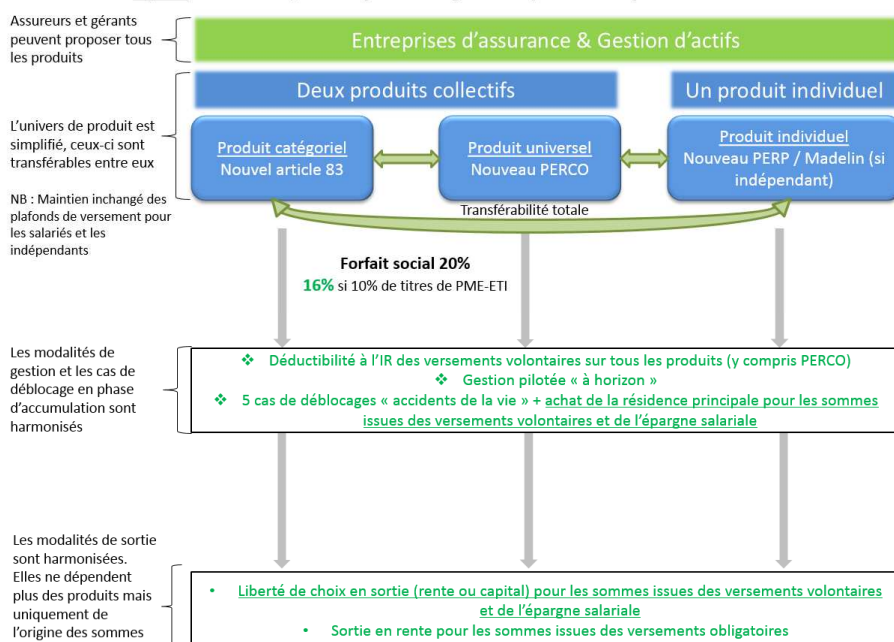 Assureurs et gérants
peuvent proposer tous
les produits
Entreprises d'assurance & Gestion d'actifs
Deux produits collectifs
Un produit individuel
L'univers de produit est
simplifié, ceux-ci sont
transférables entre eux
NB : Maintien inchangé des
plafonds de versement pour
les salariés et les
indépendants
Produit catégoriel
Nouvel article 83
Produit universel
Nouveau PERCO
Produit individuel
Nouveau PERP / Madelin (si
indépendant)
Transférabilité totale
Forfait social 20%
16% si 10% de titres de PME-ETI
Les modalités de
gestion et les cas de
déblocage en phase
d'accumulation sont
harmonisés
❖ Déductibilité à l'IR des versements volontaires sur tous les produits (y compris PERCO)
❖ Gestion pilotée « à horizon »
❖ 5 cas de déblocages « accidents de la vie » + achat de la résidence principale pour les sommes
issues des versements volontaires et de l'épargne salariale
Les modalités de sortie
sont harmonisées.
Elles ne dépendent
plus des produits mais
uniquement de
l'origine des sommes
• Liberté de choix en sortie (rente ou capital) pour les sommes issues des versements volontaires
et de l'épargne salariale
• Sortie en rente pour les sommes issues des versements obligatoires